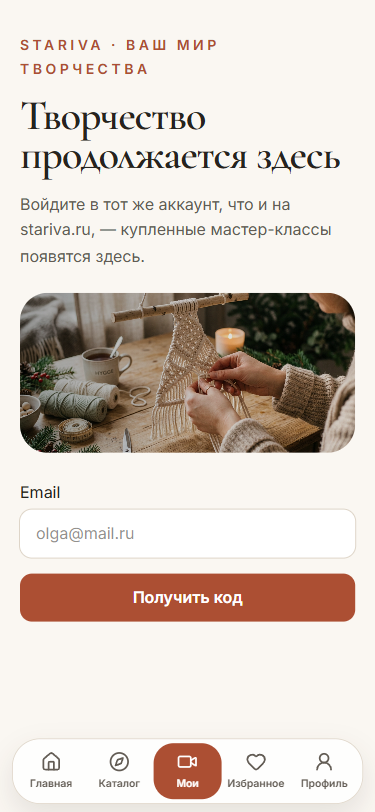 STARIVA · ВАШ МИР
ТВОРЧЕСТВА
Творчество
продолжается здесь
Войдите в тот же аккаунт, что и на
stariva.ru, — купленные мастер-классы
появятся здесь.
HYGGE
Email
olga@mail.ru
Получить код
Главная
Каталог
Мои
Избранное
Профиль